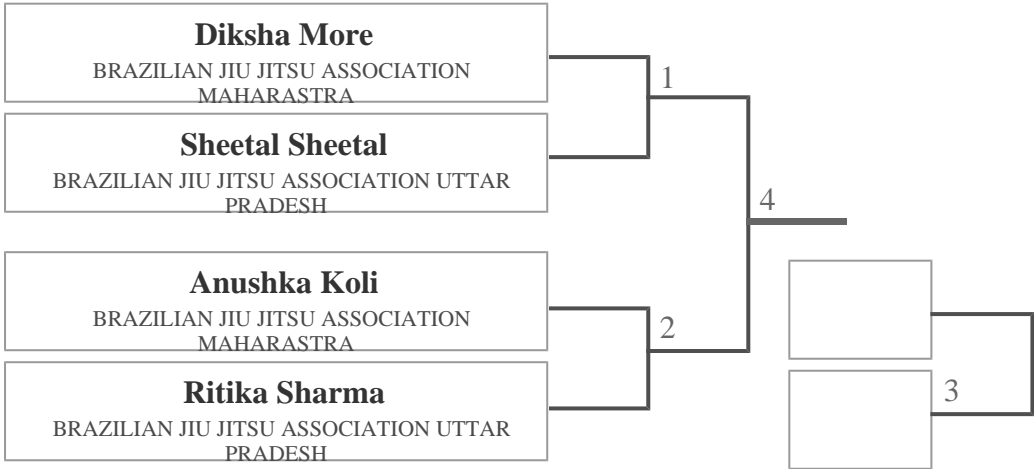 Diksha More
BRAZILIAN JIU JITSU ASSOCIATION
MAHARASTRA
1
Sheetal Sheetal
BRAZILIAN JIU JITSU ASSOCIATION UTTAR
PRADESH
4
Anushka Koli
BRAZILIAN JIU JITSU ASSOCIATION
MAHARASTRA
2
Ritika Sharma
BRAZILIAN JIU JITSU ASSOCIATION UTTAR
PRADESH
3